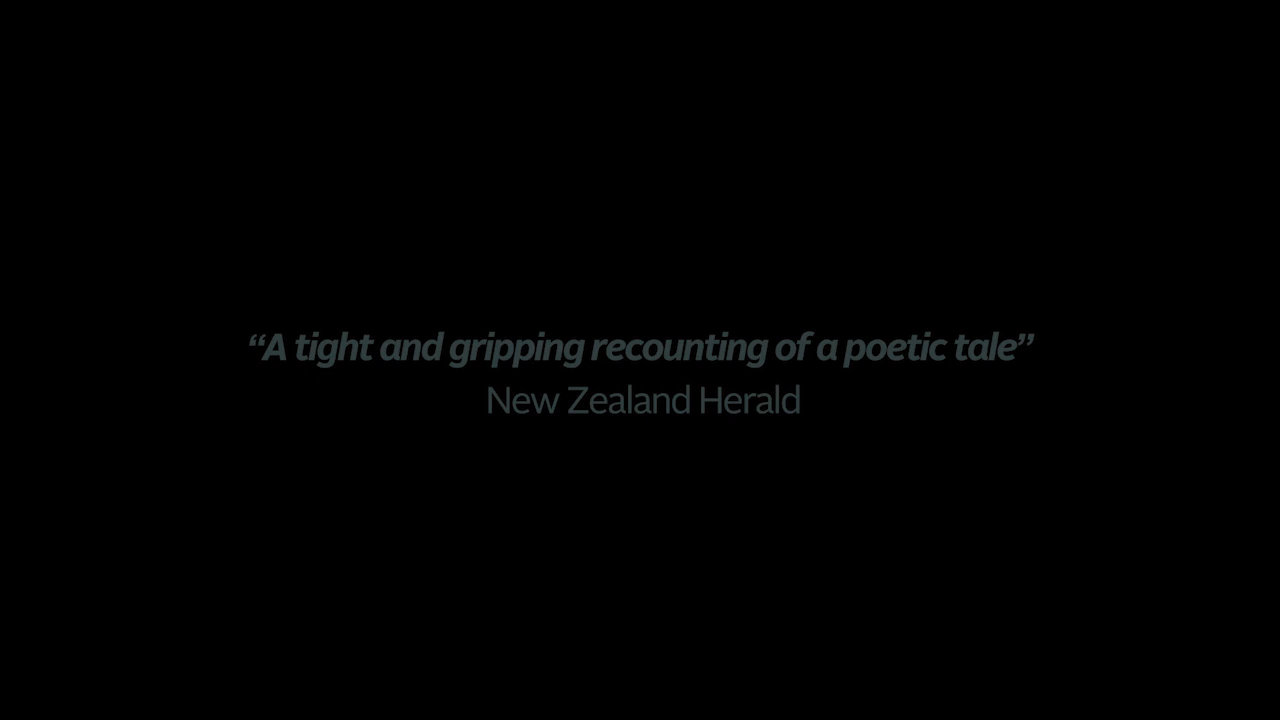 “A tight and gripping recounting of a poetic tale”
New Zealand Herald